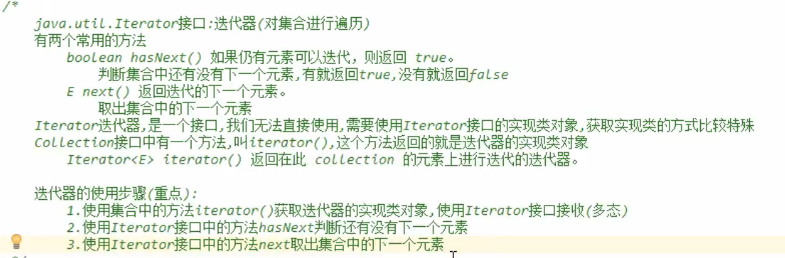 /*
java.util.Iterator接口:迭代器(对集合进行遍历)
有两个常用的方法
boolean hasNext() 如果仍有元素可以迭代，则返回 true。
判断集合中还有没有下一个元素,有就返回true,没有就返回false
E next() 返回迭代的下一个元素。
取出集合中的下一个元素
Iterator迭代器,是一个接口,我们无法直接使用,需要使用Iterator接口的实现类对象,获取实现类的方式比较特殊
Collection接口中有一个方法,叫iterator(),这个方法返回的就是迭代器的实现类对象
Iterator<E> iterator() 返回在此 collection 的元素上进行迭代的迭代器。
迭代器的使用步骤(重点):
1.使用集合中的方法iterator()获取迭代器的实现类对象,使用Iterator接口接收(多态)
2.使用Iterator接口中的方法hasNext判断还有没有下一个元素
3.使用Iterator接口中的方法next取出集合中的下一个元素